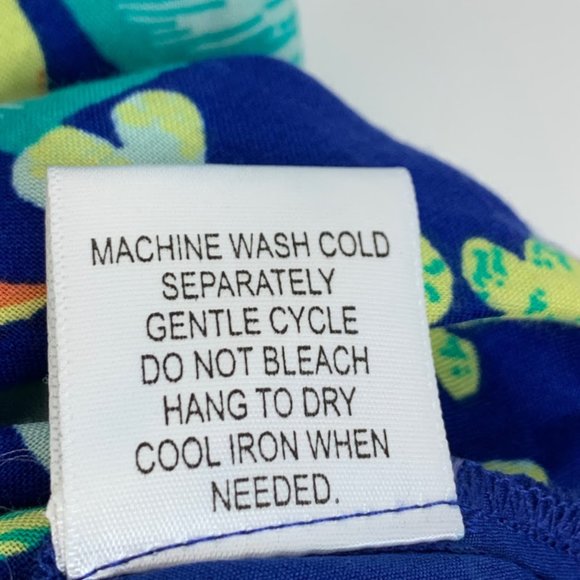 MACHINE WASH COLD
SEPARATELY
GENTLE CYCLE
DO NOT BLEACH
HANG TO DRY
COOL IRON WHEN
NEEDED.